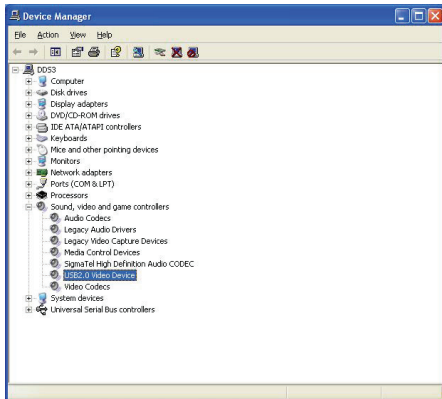 Device Manager
File Action View Help
DDS3
Computer
Disk drives
Display adapters
DVD/CD-ROM drives
IDE ATA/ATAPI controllers
Keyboards
Mice and other pointing devices
Monitors
Network adapters
Ports (COM & LPT)
Processors
Sound, video and game controllers
Audio Codecs
Legacy Audio Drivers
Legacy Video Capture Devices
Media Control Devices
SigmaTel High Definition Audio CODEC
USB2.0 Video Device
Video Codecs
System devices
Universal Serial Bus controllers